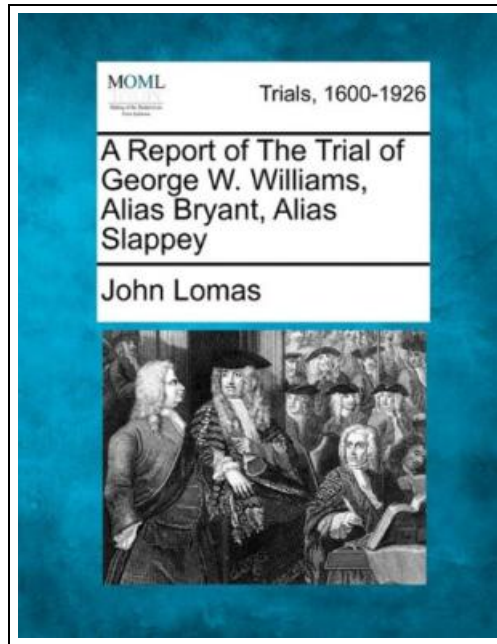 MOML
Trials, 1600-1926
A Report of The Trial of
George W. Williams,
Alias Bryant, Alias
Slappey
John Lomas